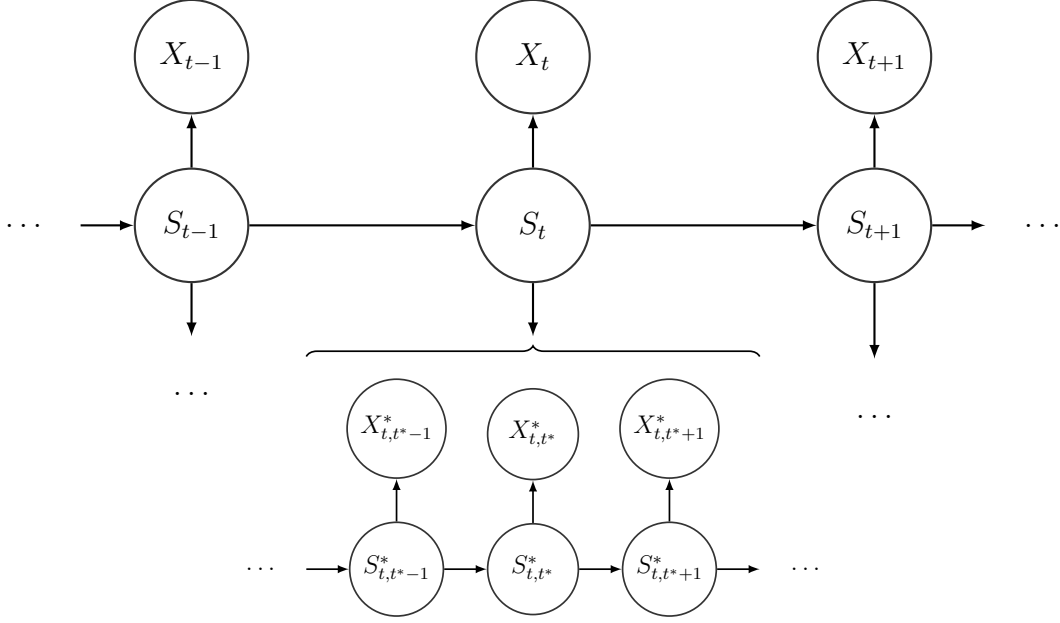 X_{t−1} X_t X_{t+1}
⋯ S_{t−1} S_t S_{t+1} ⋯
⋯ ⋯
X^*_{t,t^*−1} X^*_{t,t^*} X^*_{t,t^*+1}
⋯ S^*_{t,t^*−1} S^*_{t,t^*} S^*_{t,t^*+1} ⋯